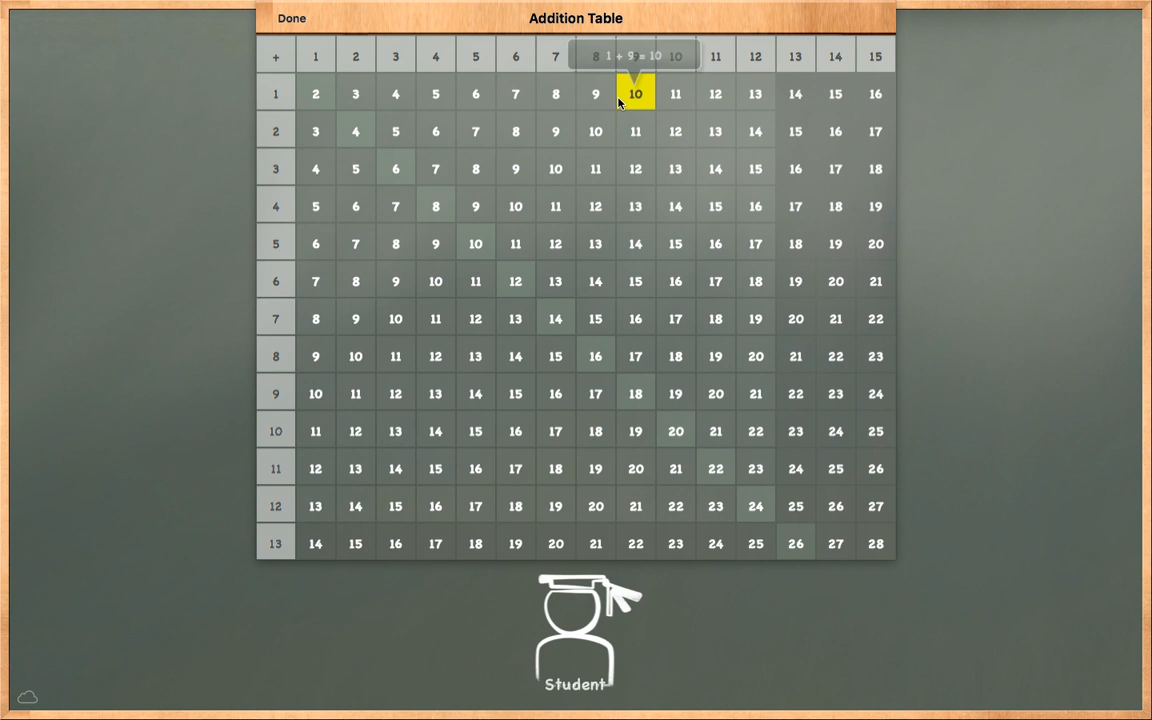 Done Addition Table
+ 1 2 3 4 5 6 7 8 9 10 11 12 13 14 15
1 + 9 = 10
1 2 3 4 5 6 7 8 9 10 11 12 13 14 15 16
2 3 4 5 6 7 8 9 10 11 12 13 14 15 16 17
3 4 5 6 7 8 9 10 11 12 13 14 15 16 17 18
4 5 6 7 8 9 10 11 12 13 14 15 16 17 18 19
5 6 7 8 9 10 11 12 13 14 15 16 17 18 19 20
6 7 8 9 10 11 12 13 14 15 16 17 18 19 20 21
7 8 9 10 11 12 13 14 15 16 17 18 19 20 21 22
8 9 10 11 12 13 14 15 16 17 18 19 20 21 22 23
9 10 11 12 13 14 15 16 17 18 19 20 21 22 23 24
10 11 12 13 14 15 16 17 18 19 20 21 22 23 24 25
11 12 13 14 15 16 17 18 19 20 21 22 23 24 25 26
12 13 14 15 16 17 18 19 20 21 22 23 24 25 26 27
13 14 15 16 17 18 19 20 21 22 23 24 25 26 27 28
Student